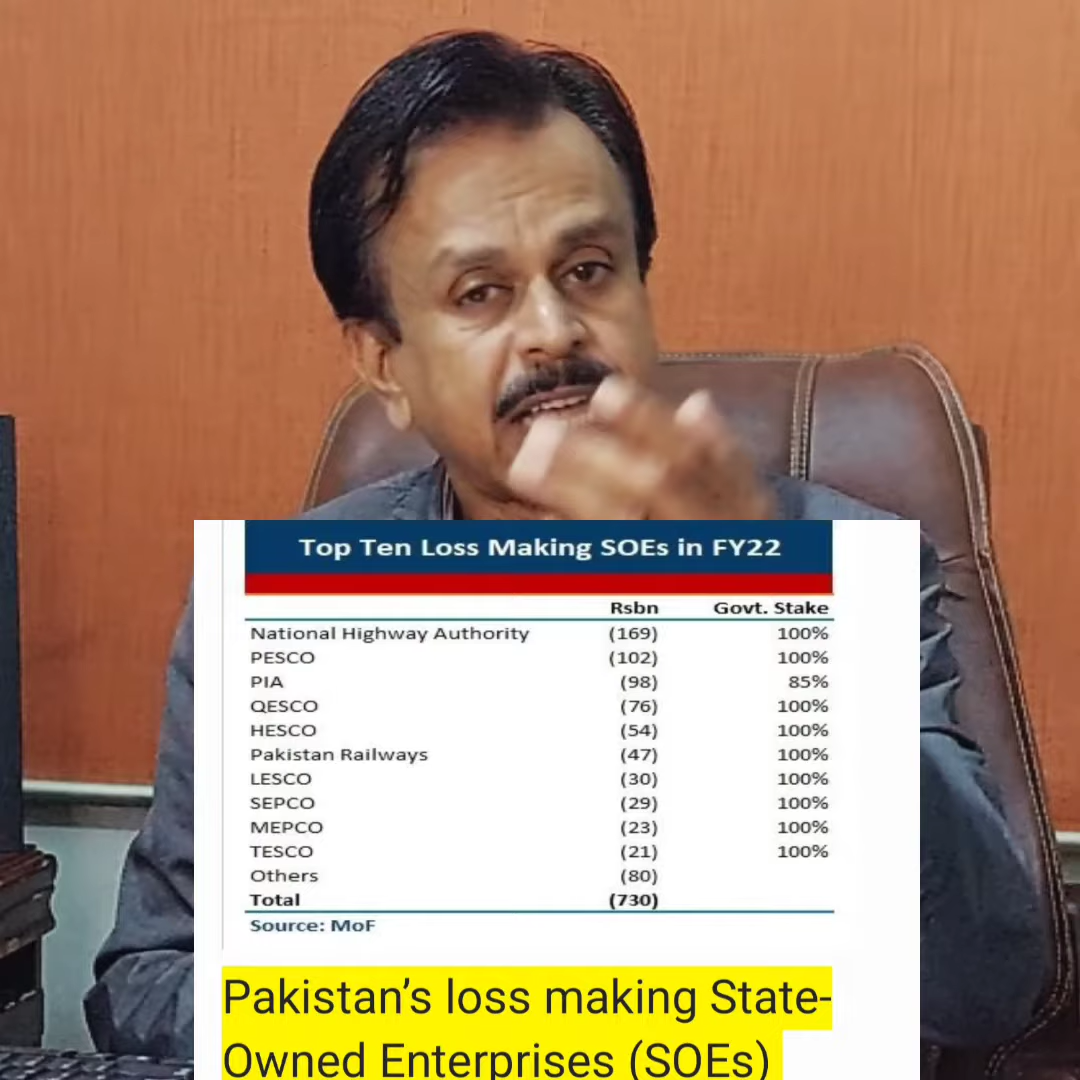 Top Ten Loss Making SOEs in FY22
Rsbn Govt. Stake
National Highway Authority (169) 100%
PESCO (102) 100%
PIA (98) 85%
QESCO (76) 100%
HESCO (54) 100%
Pakistan Railways (47) 100%
LESCO (30) 100%
SEPCO (29) 100%
MEPCO (23) 100%
TESCO (21) 100%
Others (80)
Total (730)
Source: MoF
Pakistan’s loss making State-
Owned Enterprises (SOEs)